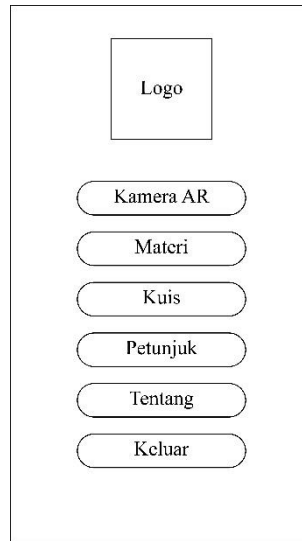 Logo
Kamera AR
Materi
Kuis
Petunjuk
Tentang
Keluar